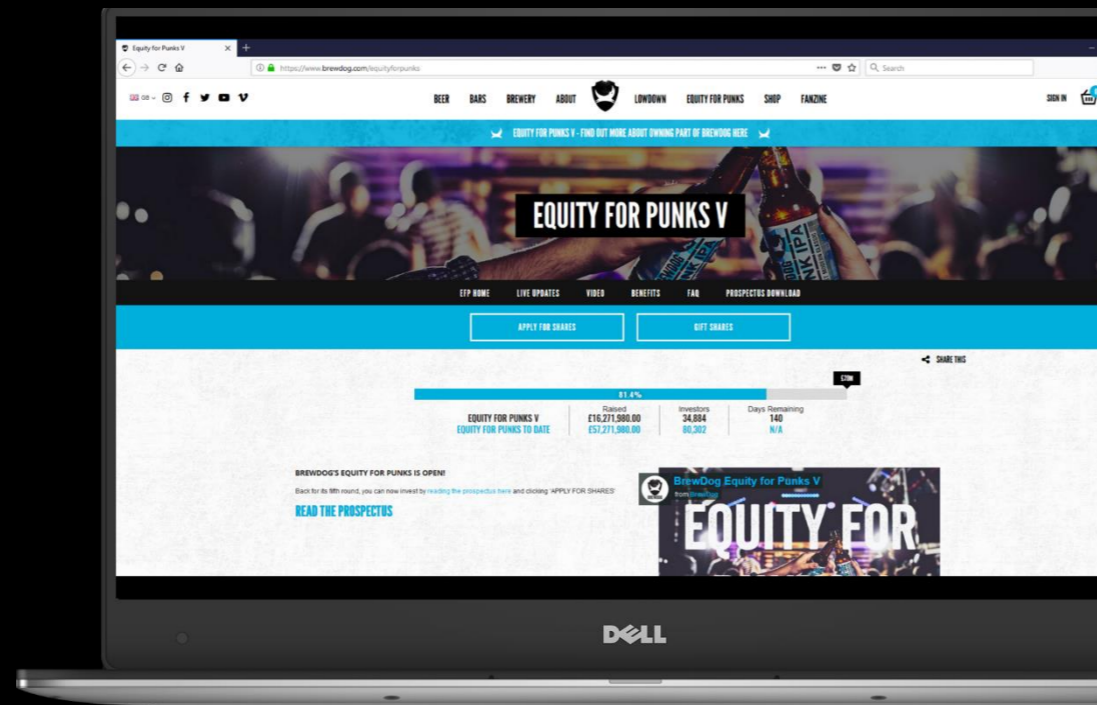 Equity for Punks V
https://www.brewdog.com/equityforpunks
Search
GB
BEER BARS BREWERY ABOUT LOWDOWN EQUITY FOR PUNKS SHOP FANZINE
SIGN IN
EQUITY FOR PUNKS V - FIND OUT MORE ABOUT OWNING PART OF BREWDOG HERE
EQUITY FOR PUNKS V
EFP HOME LIVE UPDATES VIDEO BENEFITS FAQ PROSPECTUS DOWNLOAD
APPLY FOR SHARES GIFT SHARES
SHARE THIS
81.4%
Raised Investors Days Remaining
EQUITY FOR PUNKS V £16,271,980.00 34,884 140
EQUITY FOR PUNKS TO DATE £57,271,980.00 80,302 N/A
BREWDOG'S EQUITY FOR PUNKS IS OPEN!
Back for its fifth round, you can now invest by reading the prospectus here and clicking 'APPLY FOR SHARES'
READ THE PROSPECTUS
BrewDog Equity for Punks V
from BrewDog
EQUITY FOR
DELL